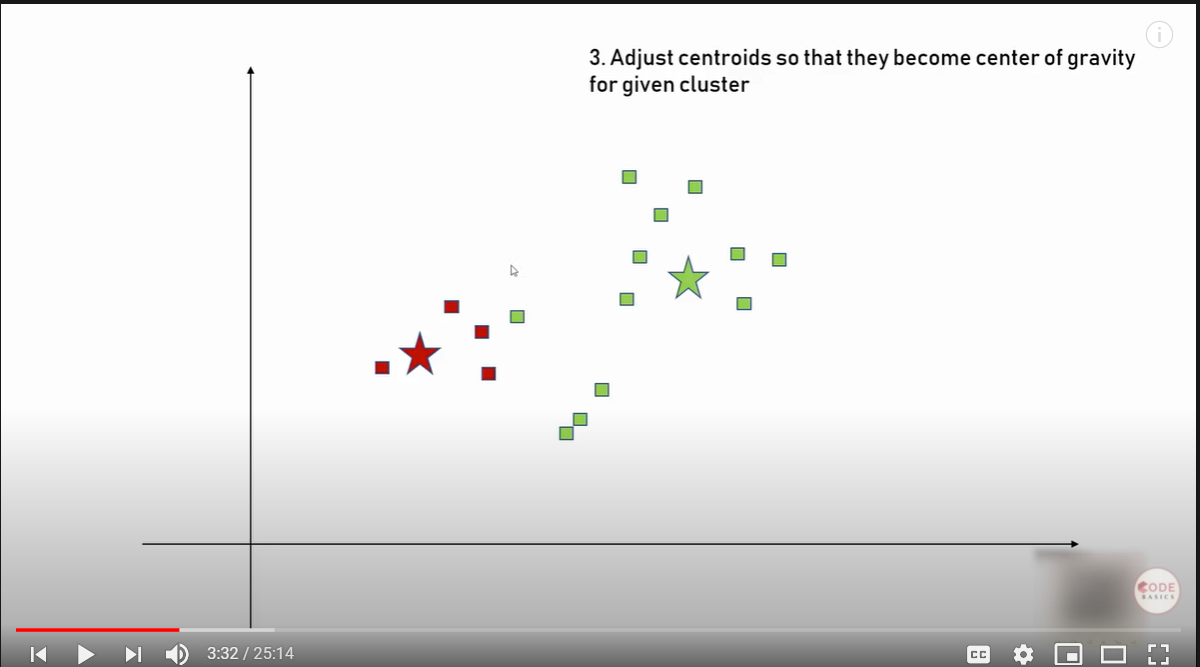 3. Adjust centroids so that they become center of gravity
for given cluster
CODE
BASICS
3:32 / 25:14
CC